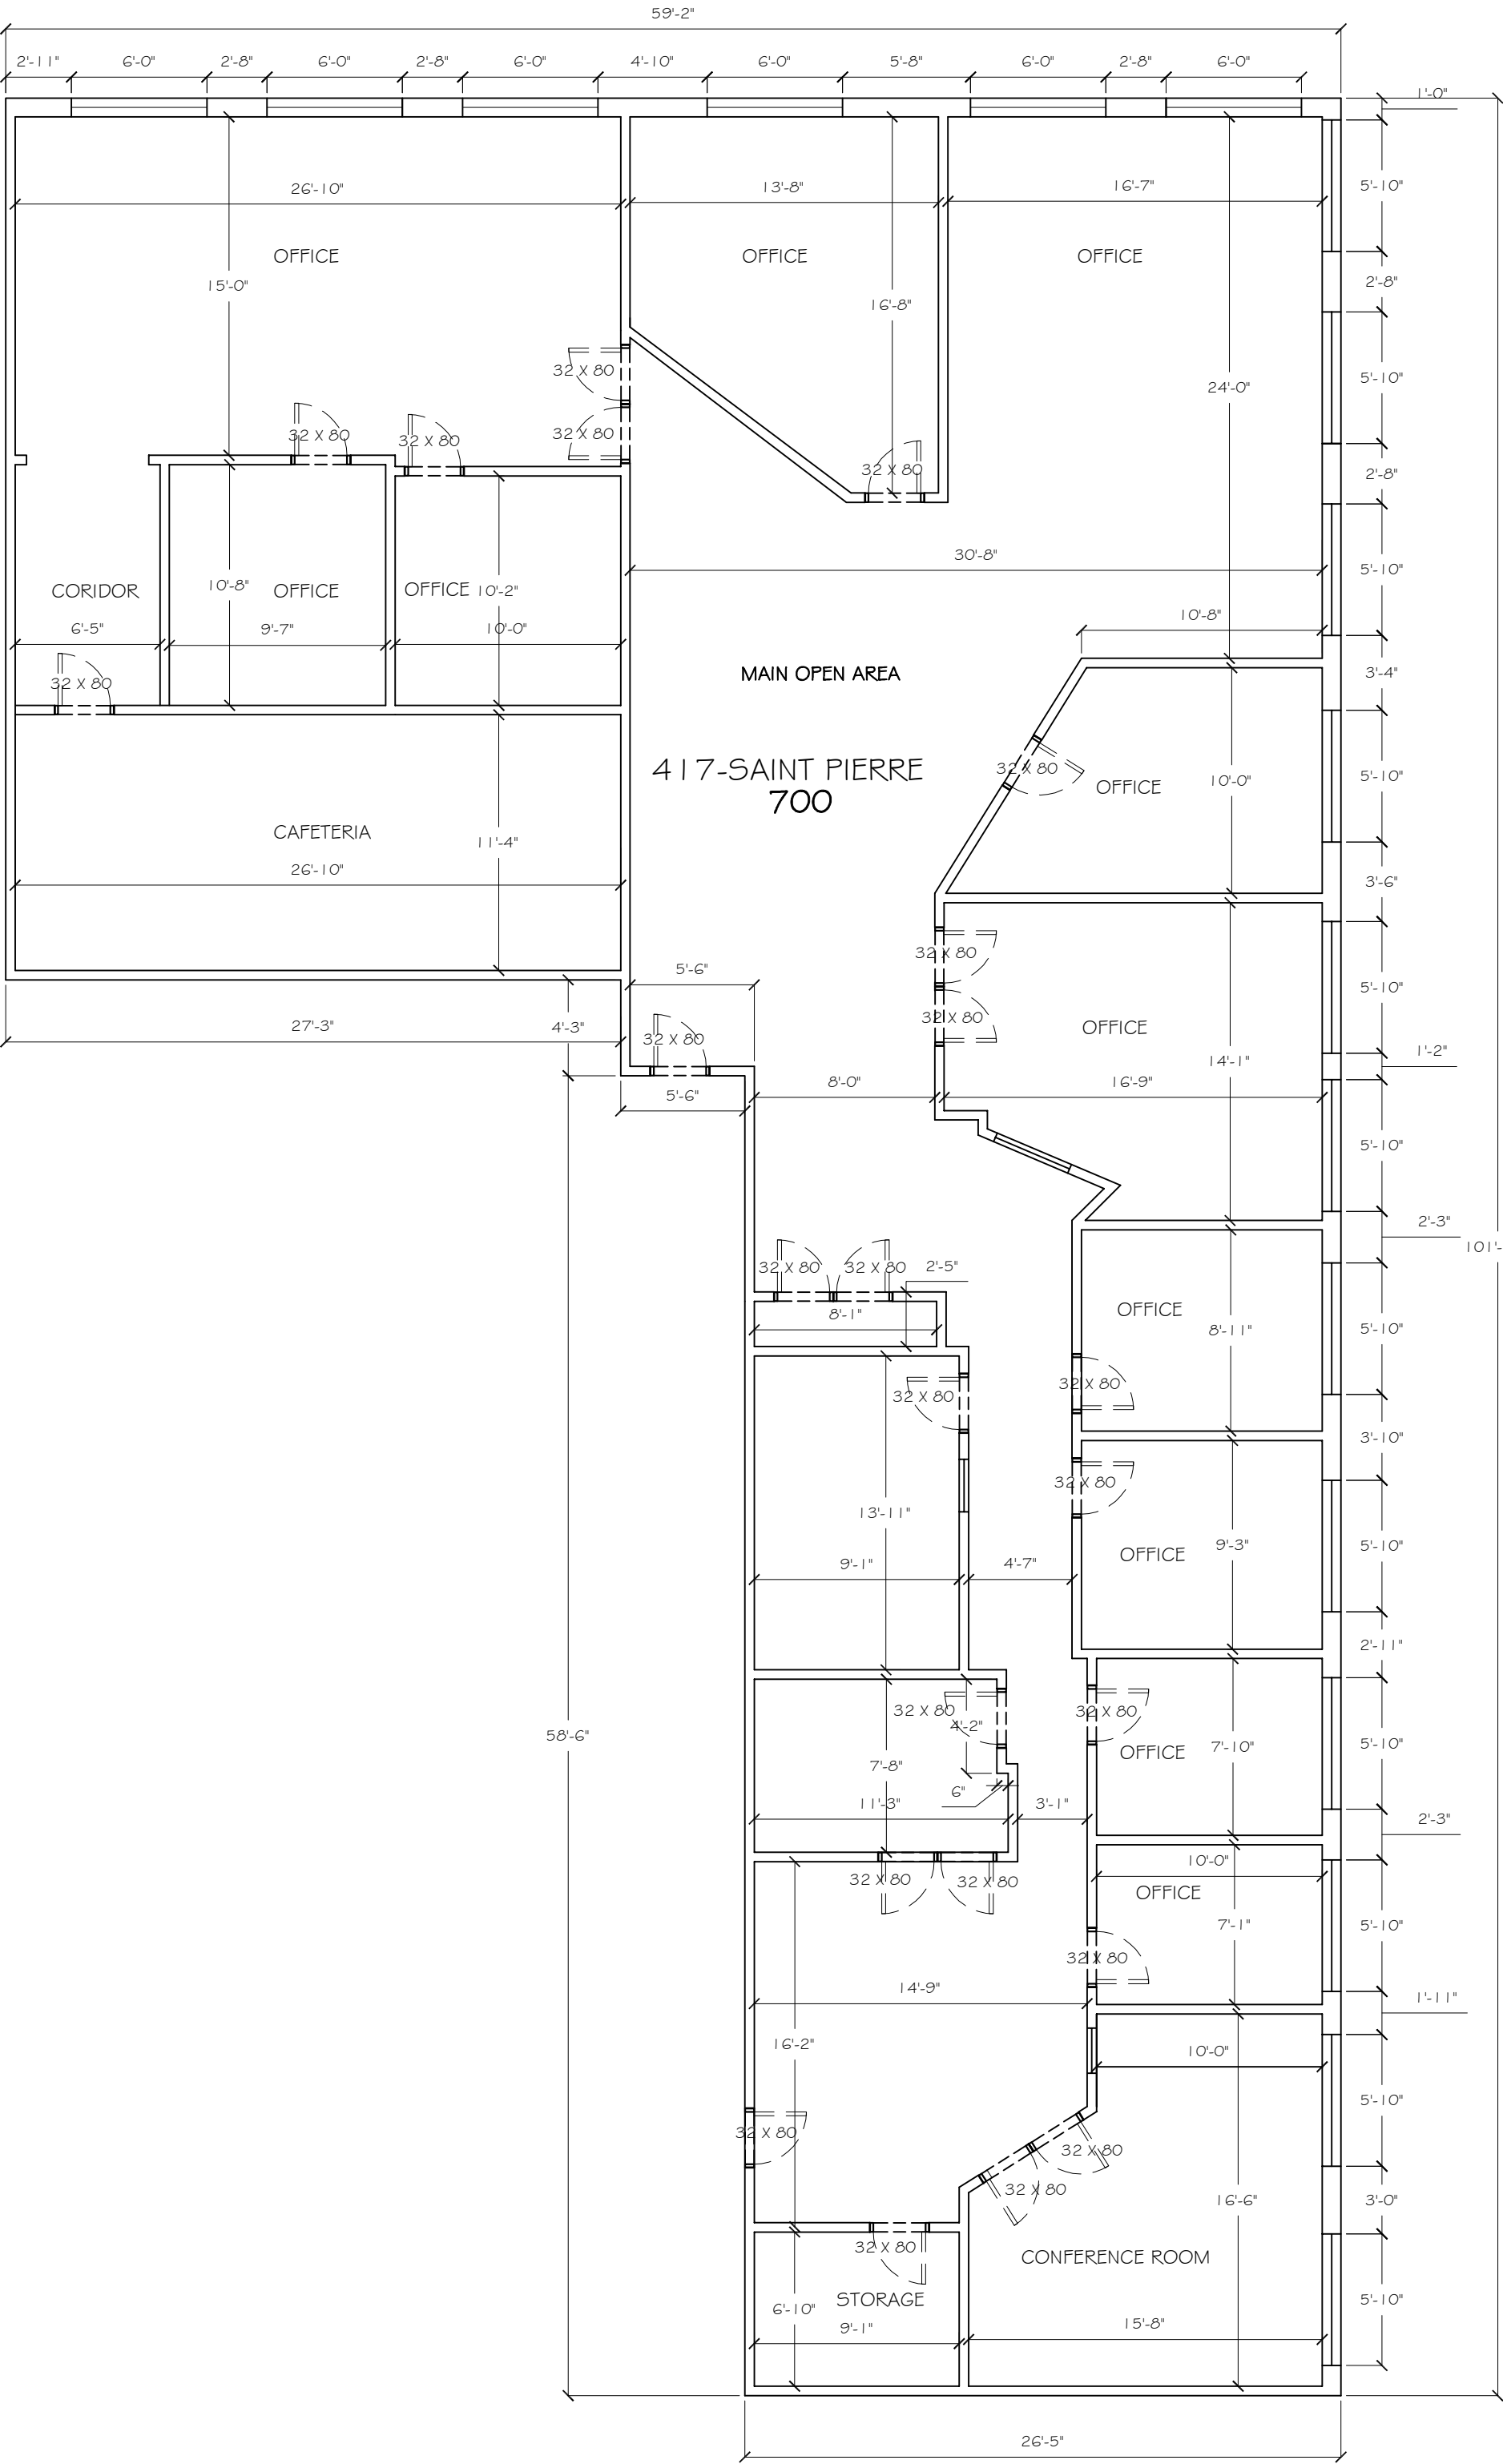 59'-2"
2'-11" 6'-0" 2'-8" 6'-0" 2'-8" 6'-0" 4'-10" 6'-0" 5'-8" 6'-0" 2'-8" 6'-0"
1'-0"
26'-10" 13'-8" 16'-7" 5'-10"
OFFICE OFFICE OFFICE
15'-0" 16'-8" 2'-8"
32 X 80 5'-10"
24'-0"
32 X 80 32 X 80 32 X 80
32 X 80 2'-8"
30'-8" 5'-10"
CORIDOR 10'-8" OFFICE OFFICE 10'-2"
6'-5" 9'-7" 10'-0" 10'-8"
32 X 80 MAIN OPEN AREA 3'-4"
417-SAINT PIERRE 32 X 80 OFFICE 10'-0" 5'-10"
700
CAFETERIA 11'-4"
26'-10" 3'-6"
32 X 80
5'-6" 5'-10"
27'-3" 4'-3" 32 X 80 OFFICE
32 X 80 14'-1" 1'-2"
5'-6" 8'-0" 16'-9"
5'-10"
2'-3"
101'-
32 X 80 32 X 80 2'-5"
8'-1" OFFICE 8'-11" 5'-10"
32 X 80 32 X 80
3'-10"
32 X 80
13'-11"
9'-1" 4'-7" OFFICE 9'-3" 5'-10"
2'-11"
32 X 80 32 X 80
58'-6" 4'-2" OFFICE 7'-10" 5'-10"
7'-8"
6"
11'-3" 3'-1" 2'-3"
32 X 80 32 X 80 10'-0"
OFFICE
7'-1" 5'-10"
32 X 80
14'-9" 1'-11"
16'-2" 10'-0"
5'-10"
32 X 80 32 X 80
32 X 80 16'-6" 3'-0"
32 X 80 CONFERENCE ROOM
STORAGE 5'-10"
6'-10"
9'-1" 15'-8"
26'-5"